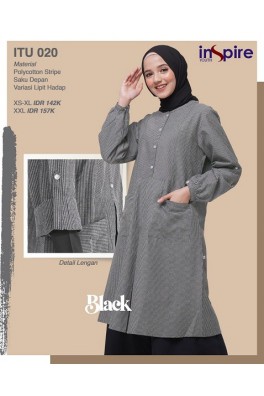 ITU 020
Material
Polycotton Stripe
Saku Depan
Variasi Lipit Hadap
XS-XL IDR 142K
XXL IDR 157K
inspire
YOUTH
Detail Lengan
Black